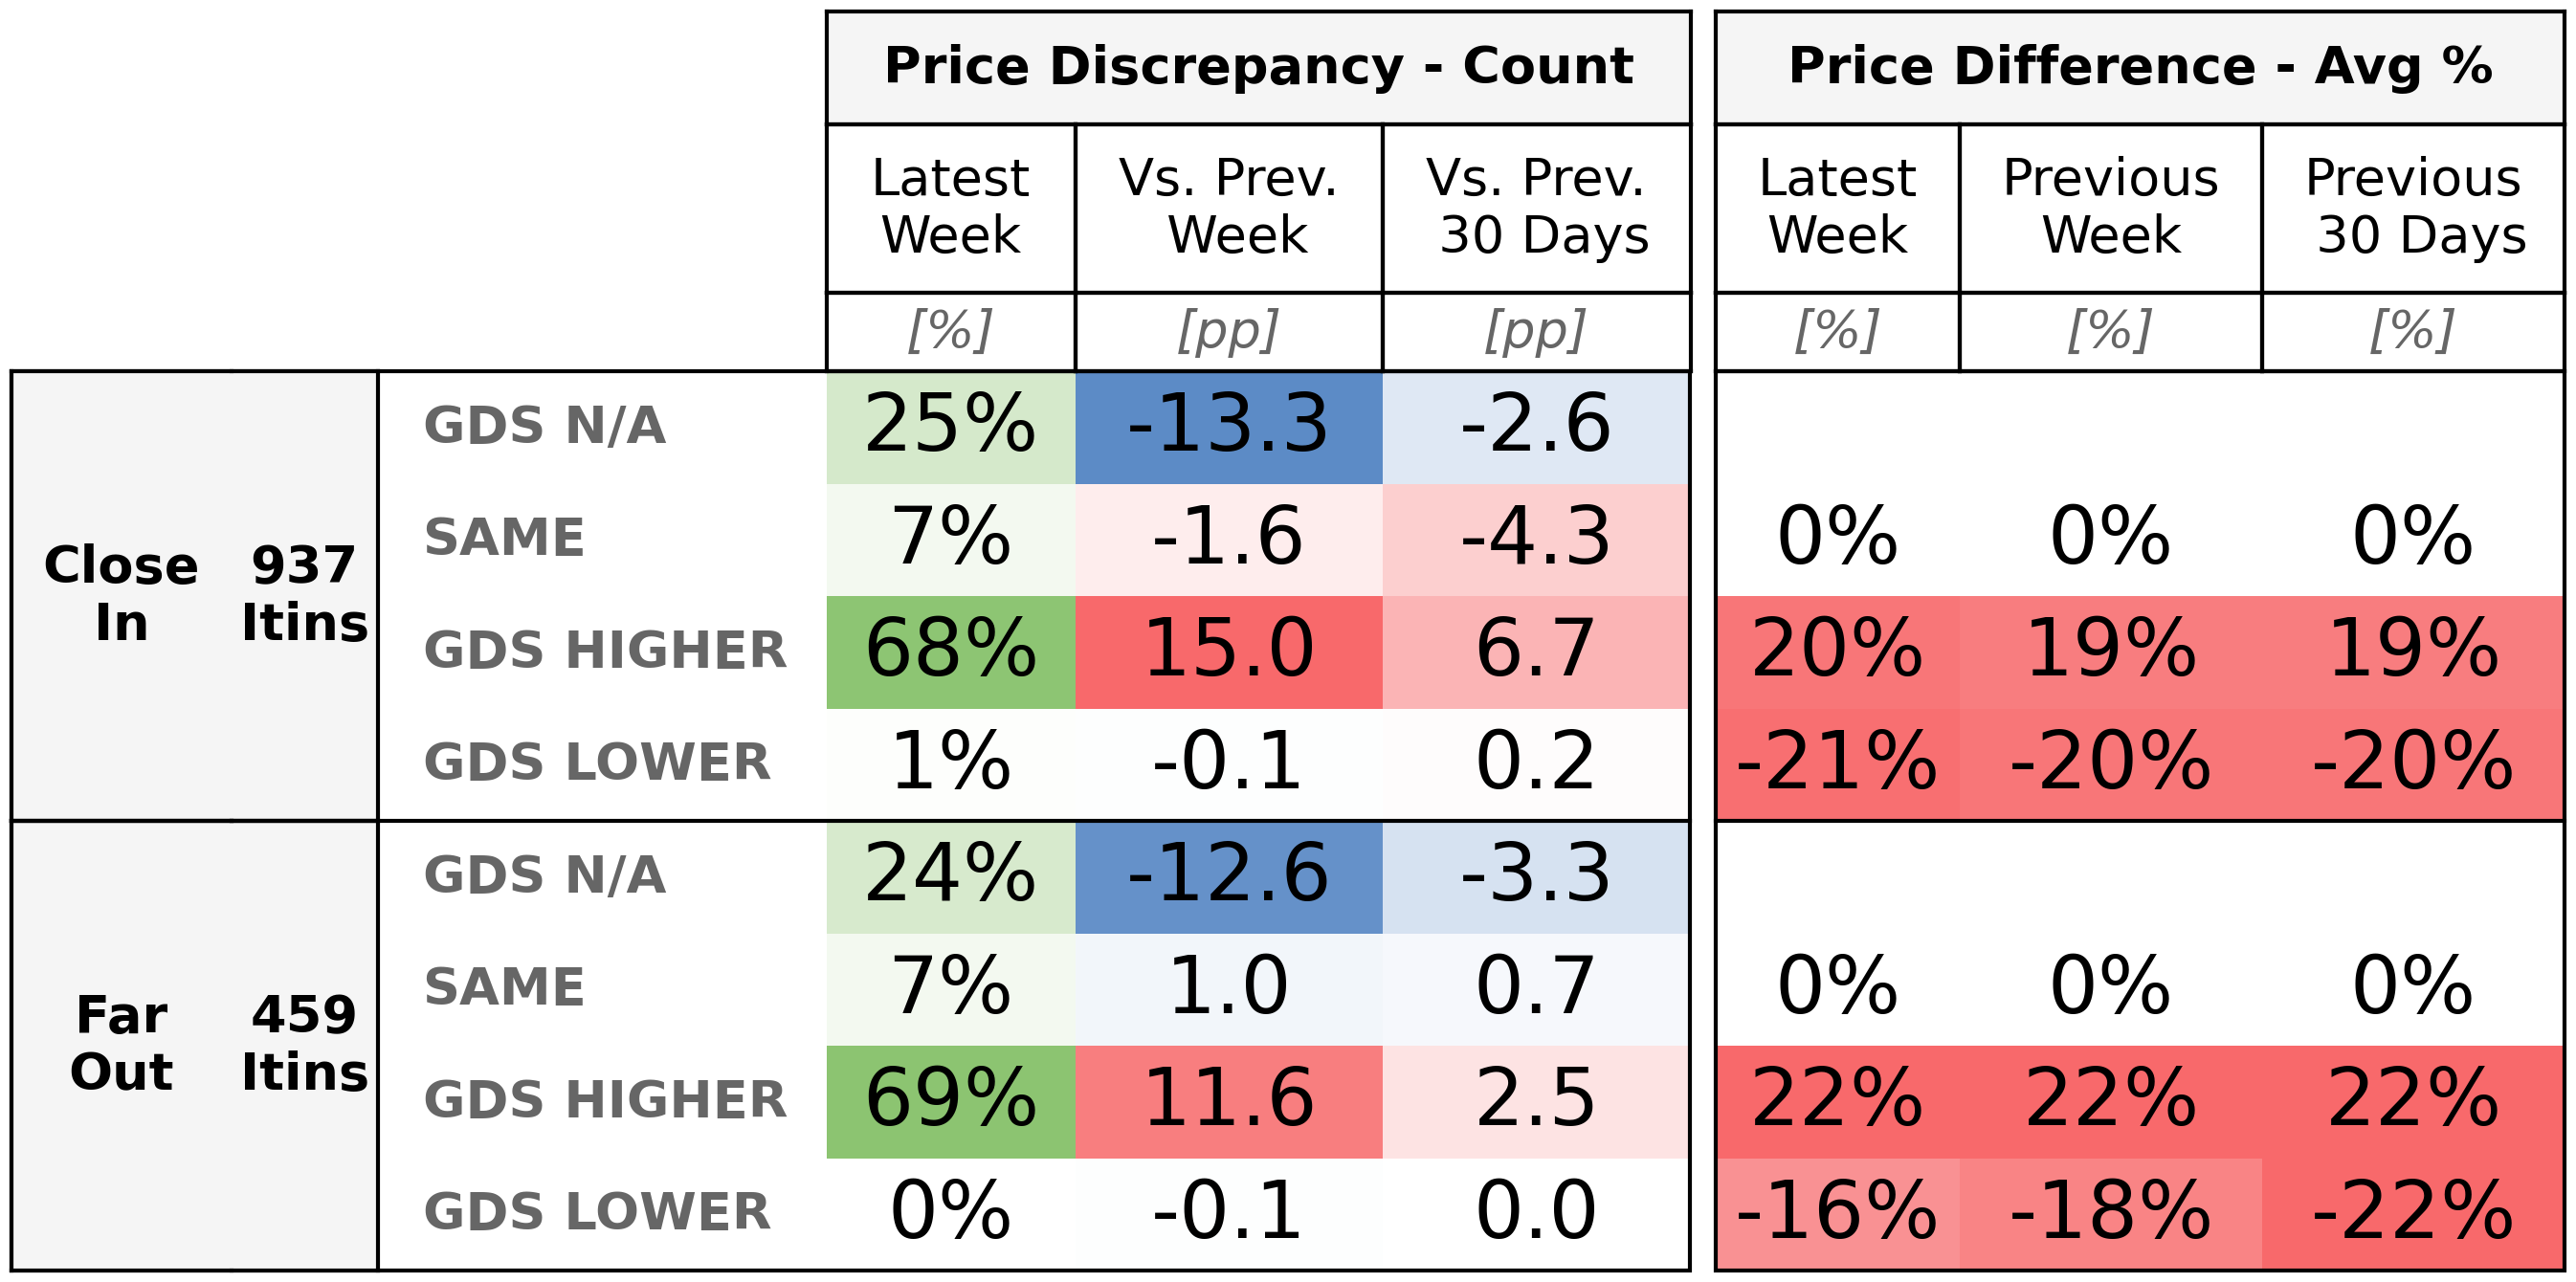 Price Discrepancy - Count Price Difference - Avg %
Latest Week Vs. Prev. Week Vs. Prev. 30 Days Latest Week Previous Week Previous 30 Days
[%] [pp] [pp] [%] [%] [%]
Close In 937 Itins
GDS N/A 25% -13.3 -2.6
SAME 7% -1.6 -4.3 0% 0% 0%
GDS HIGHER 68% 15.0 6.7 20% 19% 19%
GDS LOWER 1% -0.1 0.2 -21% -20% -20%
Far Out 459 Itins
GDS N/A 24% -12.6 -3.3
SAME 7% 1.0 0.7 0% 0% 0%
GDS HIGHER 69% 11.6 2.5 22% 22% 22%
GDS LOWER 0% -0.1 0.0 -16% -18% -22%